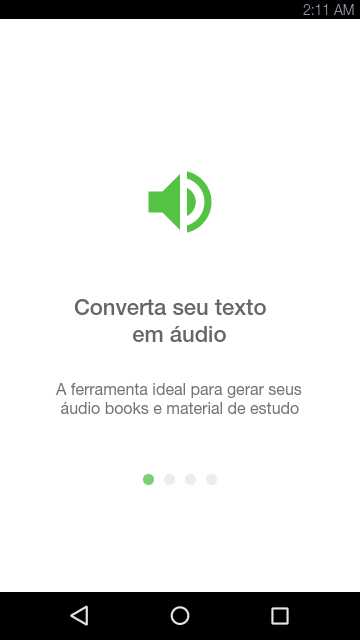 2:11 AM
Converta seu texto
em áudio
A ferramenta ideal para gerar seus
áudio books e material de estudo